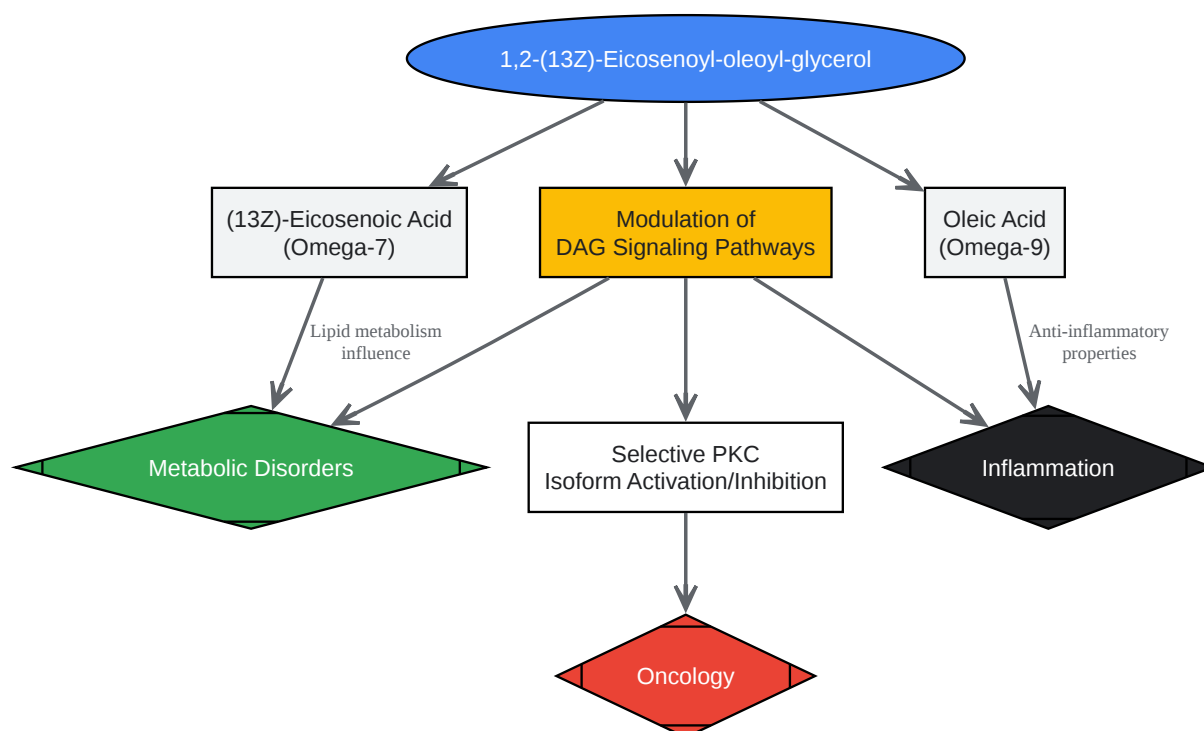 1,2-(13Z)-Eicosenoyl-oleoyl-glycerol
(13Z)-Eicosenoic Acid
(Omega-7)
Modulation of
DAG Signaling Pathways
Oleic Acid
(Omega-9)
Lipid metabolism
influence
Anti-inflammatory
properties
Metabolic Disorders
Selective PKC
Isoform Activation/Inhibition
Inflammation
Oncology